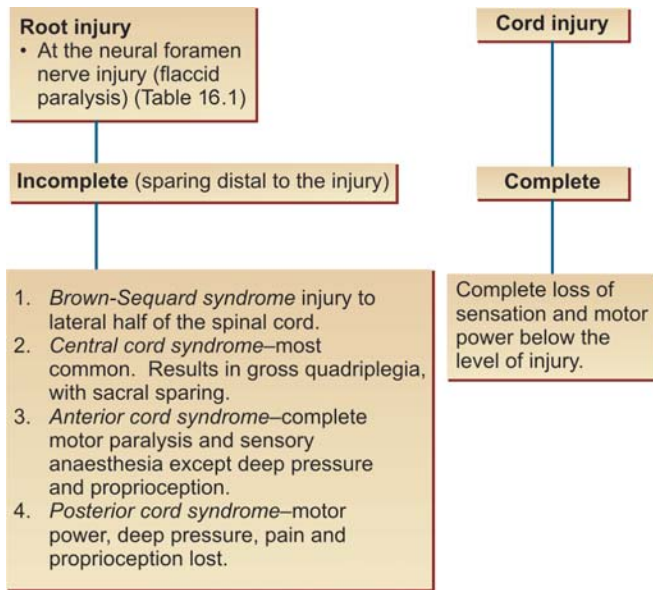 Root injury
• At the neural foramen
nerve injury (flaccid
paralysis) (Table 16.1)
Incomplete (sparing distal to the injury)
1. Brown-Sequard syndrome injury to
lateral half of the spinal cord.
2. Central cord syndrome–most
common. Results in gross quadriplegia,
with sacral sparing.
3. Anterior cord syndrome–complete
motor paralysis and sensory
anaesthesia except deep pressure
and proprioception.
4. Posterior cord syndrome–motor
power, deep pressure, pain and
proprioception lost.
Cord injury
Complete
Complete loss of
sensation and motor
power below the
level of injury.